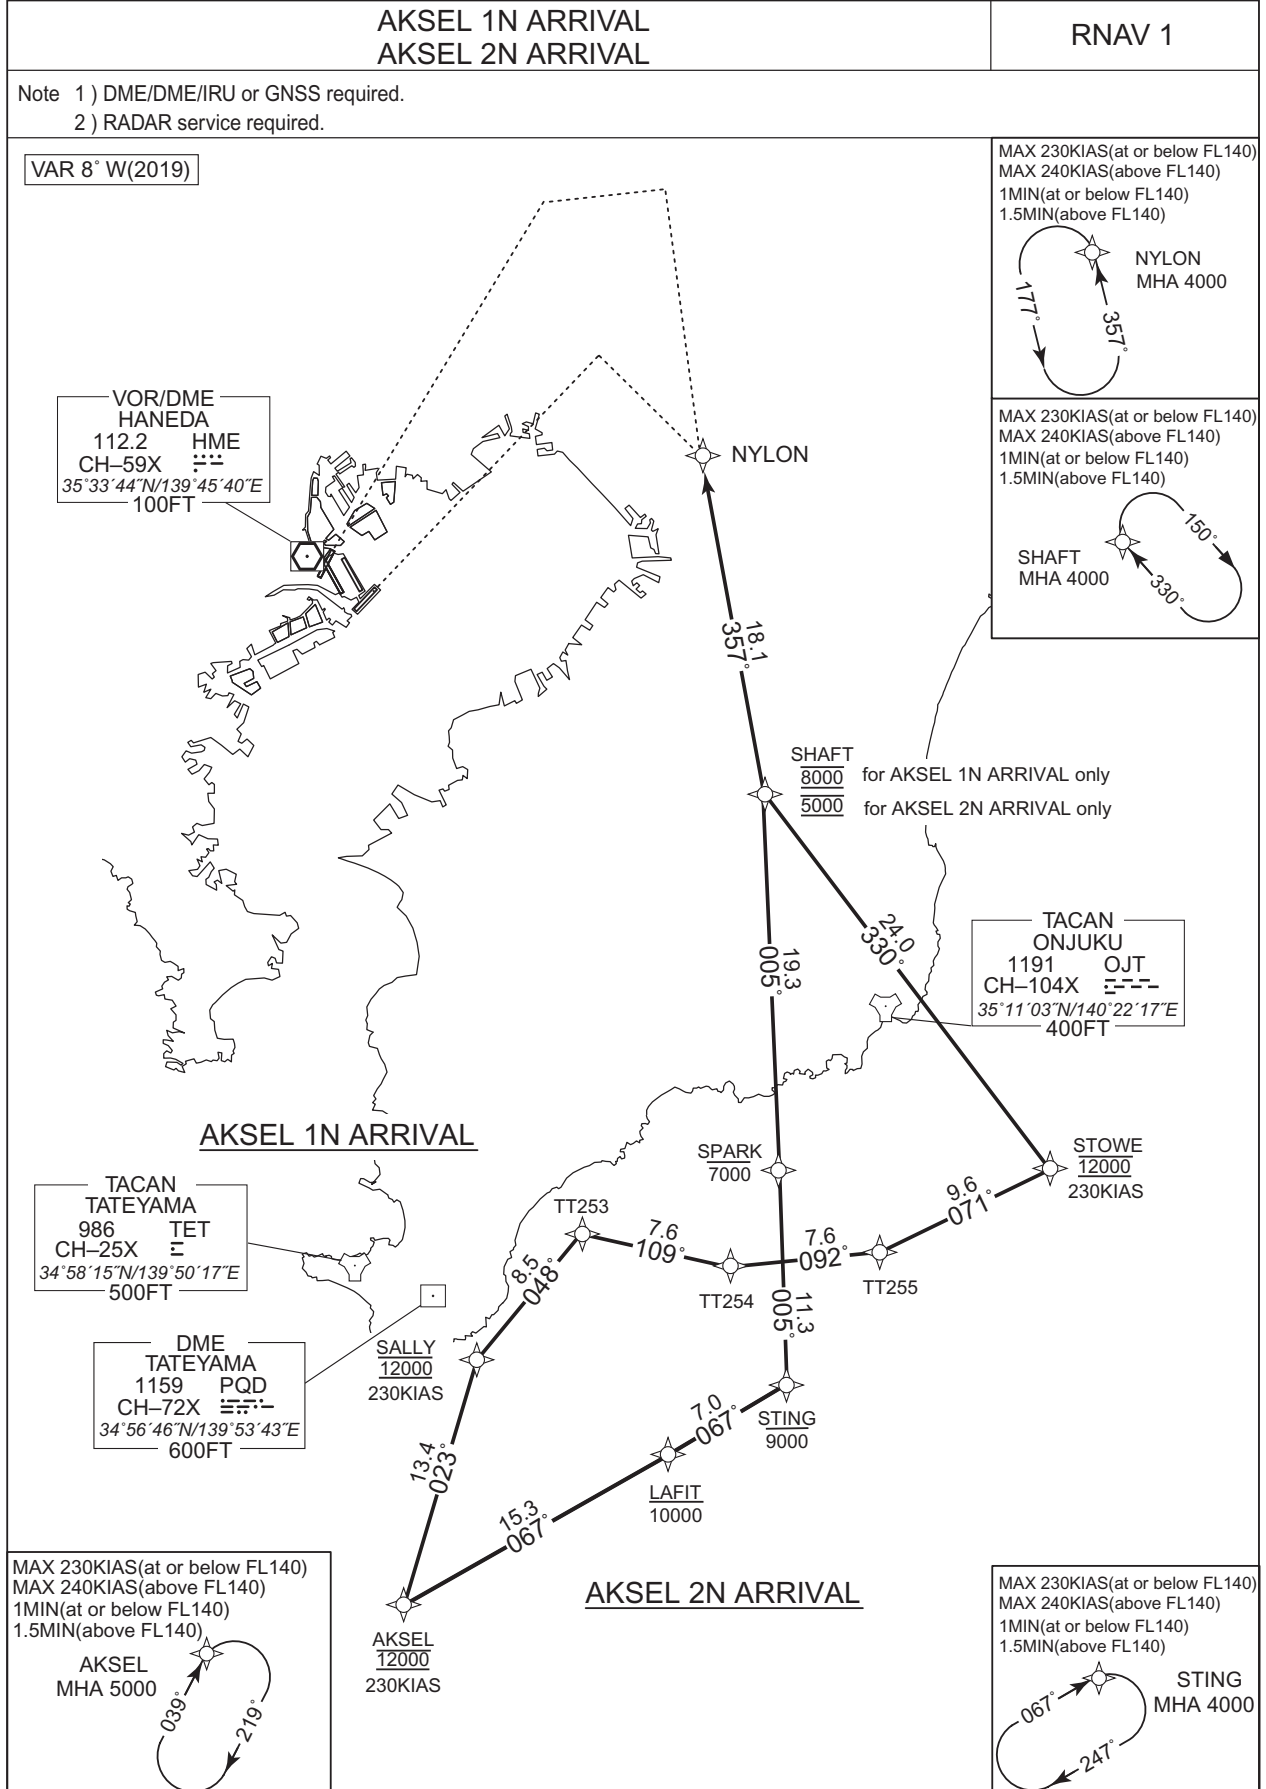 AKSEL 1N ARRIVAL
AKSEL 2N ARRIVAL
RNAV 1
Note 1 ) DME/DME/IRU or GNSS required.
2 ) RADAR service required.
VAR 8˚ W(2019)
MAX 230KIAS(at or below FL140)
MAX 240KIAS(above FL140)
1MIN(at or below FL140)
1.5MIN(above FL140)
NYLON
MHA 4000
177˚
357˚
MAX 230KIAS(at or below FL140)
MAX 240KIAS(above FL140)
1MIN(at or below FL140)
1.5MIN(above FL140)
SHAFT
MHA 4000
150˚
330˚
VOR/DME
HANEDA
112.2 HME
CH–59X
35˚33´44˝N/139˚45´40˝E
100FT
NYLON
18.1
357˚
SHAFT
8000 for AKSEL 1N ARRIVAL only
5000 for AKSEL 2N ARRIVAL only
24.0
330˚
19.3
005˚
TACAN
ONJUKU
1191 OJT
CH–104X
35˚11´03˝N/140˚22´17˝E
400FT
AKSEL 1N ARRIVAL
SPARK
7000
STOWE
12000
230KIAS
TACAN
TATEYAMA
986 TET
CH–25X
34˚58´15˝N/139˚50´17˝E
500FT
TT253
7.6
109˚
7.6
092˚
9.6
071˚
8.5
048˚
TT254
TT255
11.3
005˚
DME
TATEYAMA
1159 PQD
CH–72X
34˚56´46˝N/139˚53´43˝E
600FT
SALLY
12000
230KIAS
7.0
067˚
STING
9000
13.4
023˚
LAFIT
10000
15.3
067˚
AKSEL 2N ARRIVAL
AKSEL
12000
230KIAS
MAX 230KIAS(at or below FL140)
MAX 240KIAS(above FL140)
1MIN(at or below FL140)
1.5MIN(above FL140)
AKSEL
MHA 5000
039˚
219˚
MAX 230KIAS(at or below FL140)
MAX 240KIAS(above FL140)
1MIN(at or below FL140)
1.5MIN(above FL140)
STING
MHA 4000
067˚
247˚